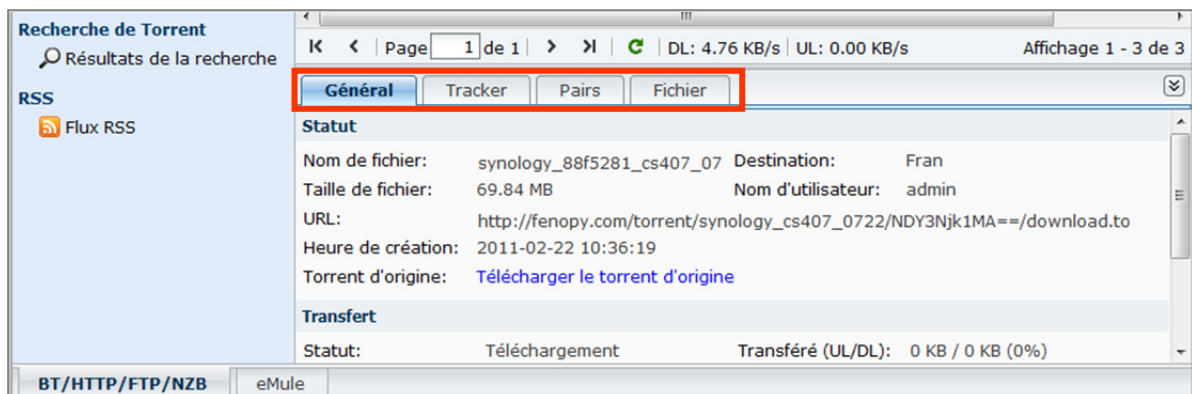 Recherche de Torrent
Résultats de la recherche
RSS
Flux RSS
Page 1 de 1 DL: 4.76 KB/s UL: 0.00 KB/s Affichage 1 - 3 de 3
Général Tracker Pairs Fichier
Statut
Nom de fichier: synology_88f5281_cs407_07 Destination: Fran
Taille de fichier: 69.84 MB Nom d'utilisateur: admin
URL: http://fenopy.com/torrent/synology_cs407_0722/NDY3Njk1MA==/download.to
Heure de création: 2011-02-22 10:36:19
Torrent d'origine: Télécharger le torrent d'origine
Transfert
Statut: Téléchargement Transféré (UL/DL): 0 KB / 0 KB (0%)
BT/HTTP/FTP/NZB eMule